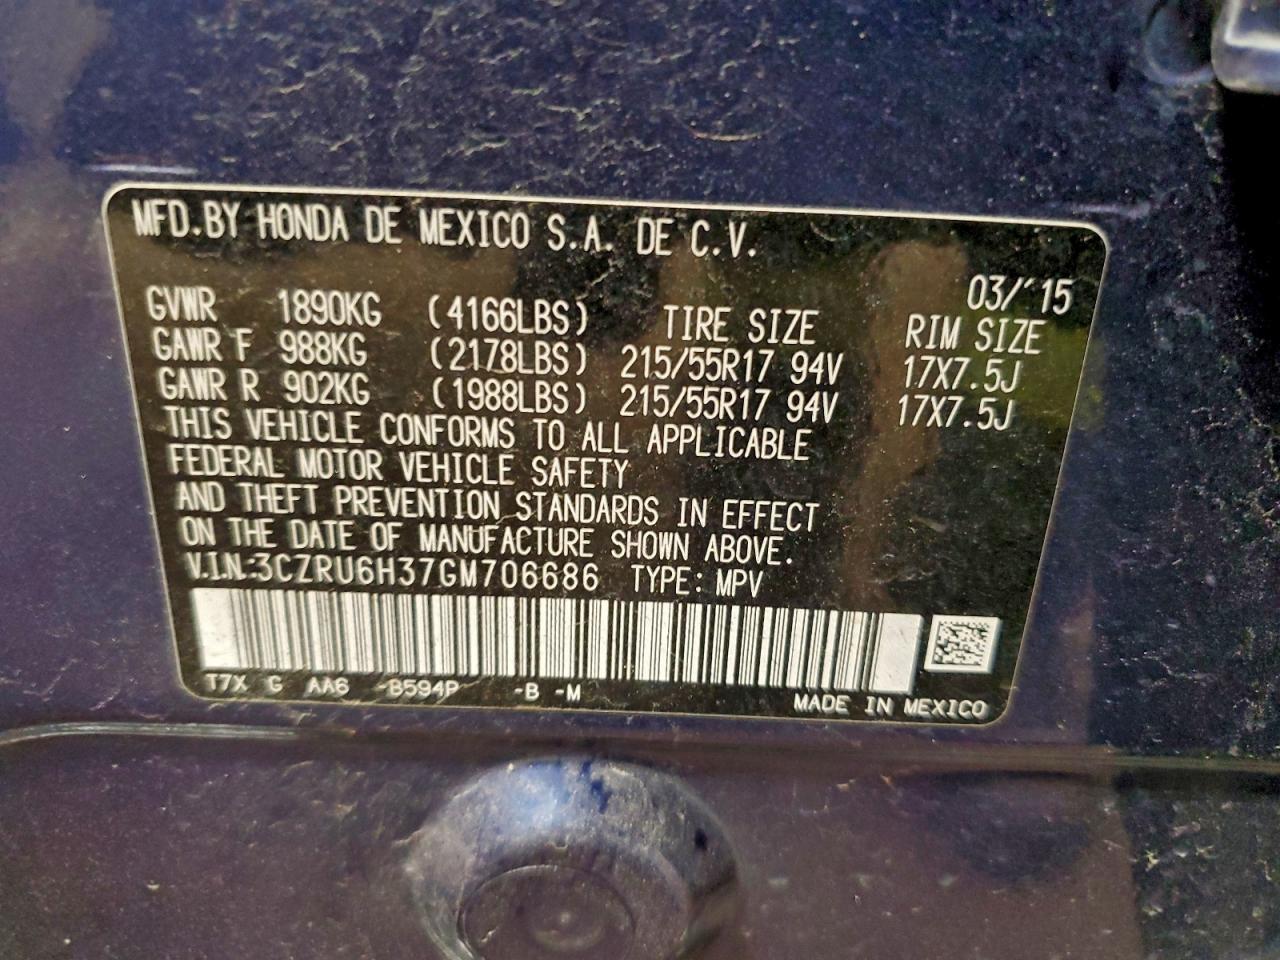 MFD.BY HONDA DE MEXICO S.A. DE C.V.
03/'15
GVWR 1890KG (4166LBS) TIRE SIZE RIM SIZE
GAWR F 988KG (2178LBS) 215/55R17 94V 17X7.5J
GAWR R 902KG (1988LBS) 215/55R17 94V 17X7.5J
THIS VEHICLE CONFORMS TO ALL APPLICABLE
FEDERAL MOTOR VEHICLE SAFETY
AND THEFT PREVENTION STANDARDS IN EFFECT
ON THE DATE OF MANUFACTURE SHOWN ABOVE.
V.I.N.:3CZRU6H37GM706686 TYPE: MPV
T7X G AA6 -B594P -B -M
MADE IN MEXICO